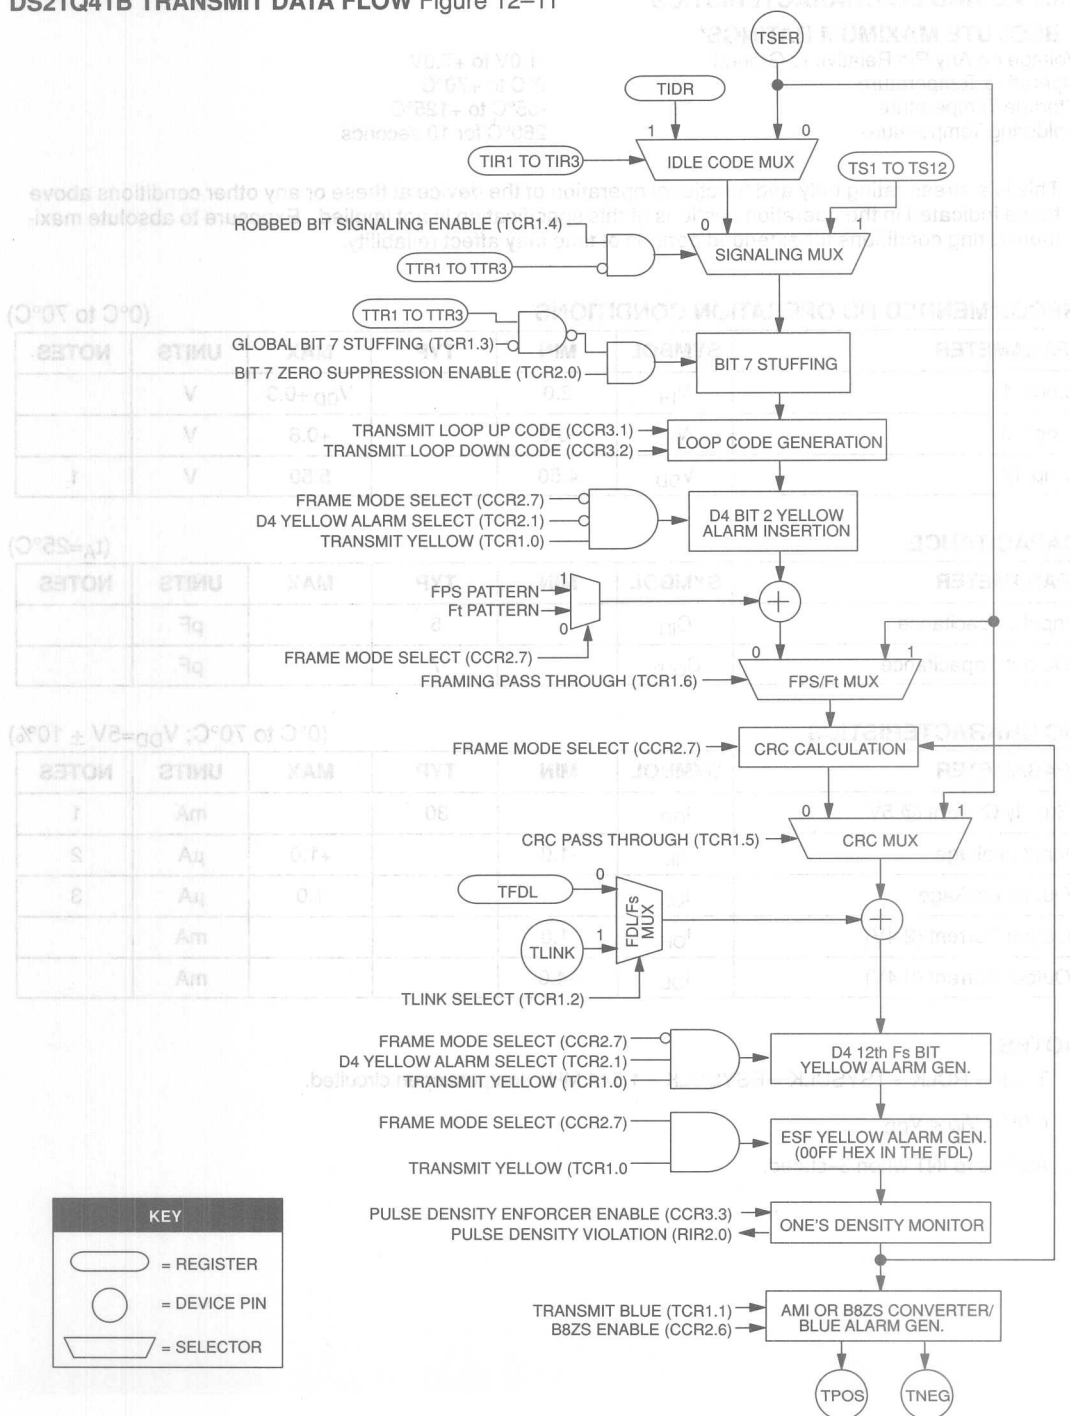 DS21Q41B TRANSMIT DATA FLOW Figure 12–11
TSER
TIDR
1
0
TIR1 TO TIR3
IDLE CODE MUX
TS1 TO TS12
ROBBED BIT SIGNALING ENABLE (TCR1.4)
0
1
SIGNALING MUX
TTR1 TO TTR3
TTR1 TO TTR3
GLOBAL BIT 7 STUFFING (TCR1.3)
BIT 7 ZERO SUPPRESSION ENABLE (TCR2.0)
BIT 7 STUFFING
TRANSMIT LOOP UP CODE (CCR3.1)
TRANSMIT LOOP DOWN CODE (CCR3.2)
LOOP CODE GENERATION
FRAME MODE SELECT (CCR2.7)
D4 YELLOW ALARM SELECT (TCR2.1)
TRANSMIT YELLOW (TCR1.0)
D4 BIT 2 YELLOW
ALARM INSERTION
1
FPS PATTERN
Ft PATTERN
0
+
FRAME MODE SELECT (CCR2.7)
0
1
FRAMING PASS THROUGH (TCR1.6)
FPS/Ft MUX
FRAME MODE SELECT (CCR2.7)
CRC CALCULATION
0
1
CRC PASS THROUGH (TCR1.5)
CRC MUX
TFDL
0
FDL/Fs
MUX
+
TLINK
1
TLINK SELECT (TCR1.2)
FRAME MODE SELECT (CCR2.7)
D4 YELLOW ALARM SELECT (TCR2.1)
TRANSMIT YELLOW (TCR1.0)
D4 12th Fs BIT
YELLOW ALARM GEN.
FRAME MODE SELECT (CCR2.7)
TRANSMIT YELLOW (TCR1.0
ESF YELLOW ALARM GEN.
(00FF HEX IN THE FDL)
PULSE DENSITY ENFORCER ENABLE (CCR3.3)
PULSE DENSITY VIOLATION (RIR2.0)
ONE'S DENSITY MONITOR
TRANSMIT BLUE (TCR1.1)
B8ZS ENABLE (CCR2.6)
AMI OR B8ZS CONVERTER/
BLUE ALARM GEN.
TPOS
TNEG
KEY
= REGISTER
= DEVICE PIN
= SELECTOR